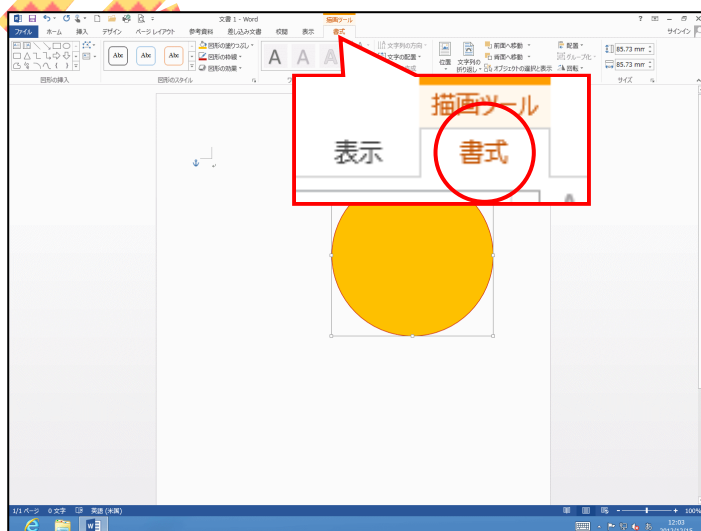 文書 1 - Word
描画ツール
サインイン
ファイル ホーム 挿入 デザイン ページ レイアウト 参考資料 差し込み文書 校閲 表示 書式
図形の塗りつぶし
図形の枠線
図形の効果
Abc Abc Abc
A A A
文字列の方向
文字の配置
位置 文字列の折り返し
前面へ移動
背面へ移動
オブジェクトの選択と表示
配置
グループ化
回転
85.73 mm
85.73 mm
図形の挿入 図形のスタイル サイズ
描画ツール
表示 書式
1/1 ページ 0 文字 英語 (米国) 100%
12:03
2012/12/15